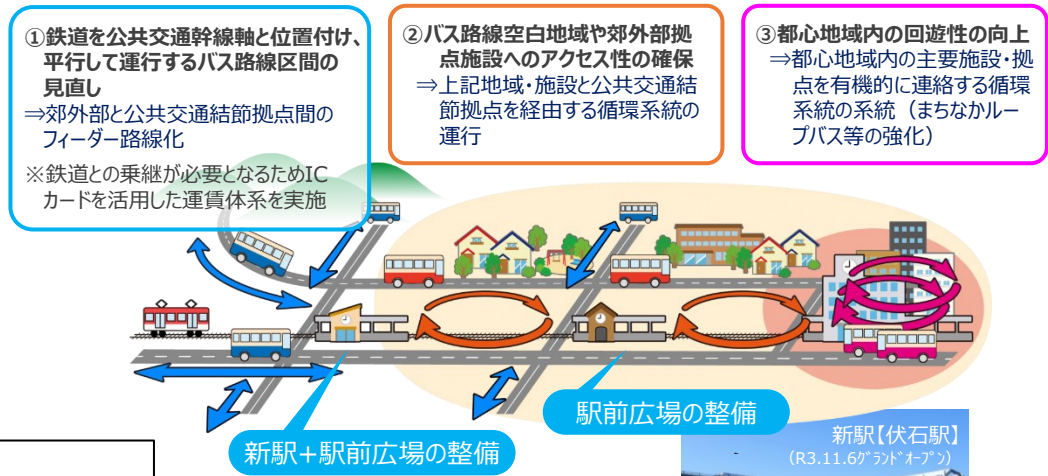 ①鉄道を公共交通幹線軸と位置付け、
平行して運行するバス路線区間の
見直し
⇒郊外部と公共交通結節拠点間の
フィーダー路線化
※鉄道との乗継が必要となるためIC
カードを活用した運賃体系を実施
②バス路線空白地域や郊外部拠
点施設へのアクセス性の確保
⇒上記地域・施設と公共交通結
節拠点を経由する循環系統の
運行
③都心地域内の回遊性の向上
⇒都心地域内の主要施設・拠
点を有機的に連絡する循環
系統の系統（まちなかルー
プバス等の強化）
駅前広場の整備
新駅+駅前広場の整備
新駅【伏石駅】
(R3.11.6グランドオープン)